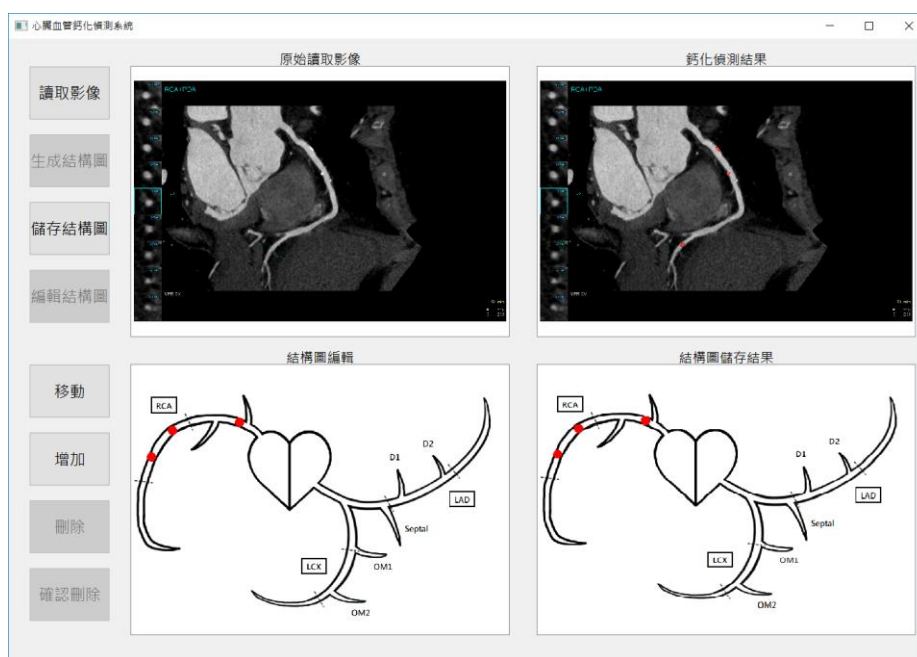 心臟血管鈣化偵測系統
讀取影像
生成結構圖
儲存結構圖
編輯結構圖
移動
增加
刪除
確認刪除
原始讀取影像
RCA+PDA
鈣化偵測結果
RCA+PDA
結構圖編輯
RCA
D1
D2
LAD
Septal
LCX
OM1
OM2
結構圖儲存結果
RCA
D1
D2
LAD
Septal
LCX
OM1
OM2